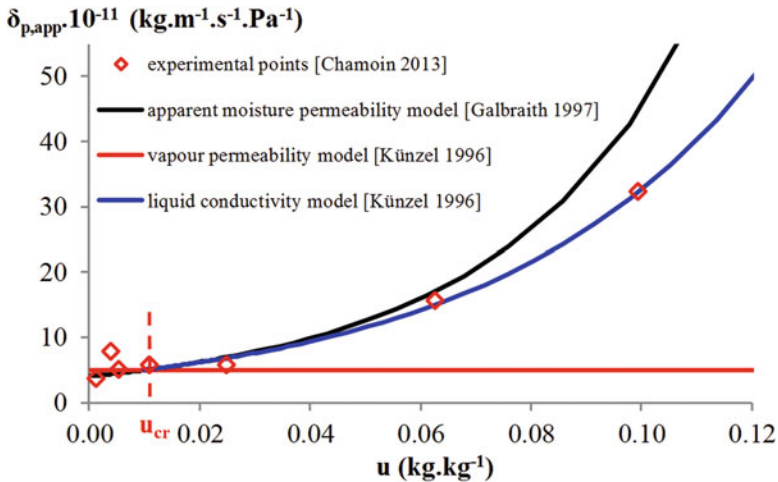 δp,app.10⁻¹¹ (kg.m⁻¹.s⁻¹.Pa⁻¹)
50
experimental points [Chamoin 2013]
apparent moisture permeability model [Galbraith 1997]
40
vapour permeability model [Künzel 1996]
30
liquid conductivity model [Künzel 1996]
20
10
0
0.00
ucr
0.02
0.04
0.06
0.08
0.10
0.12
u (kg.kg⁻¹)